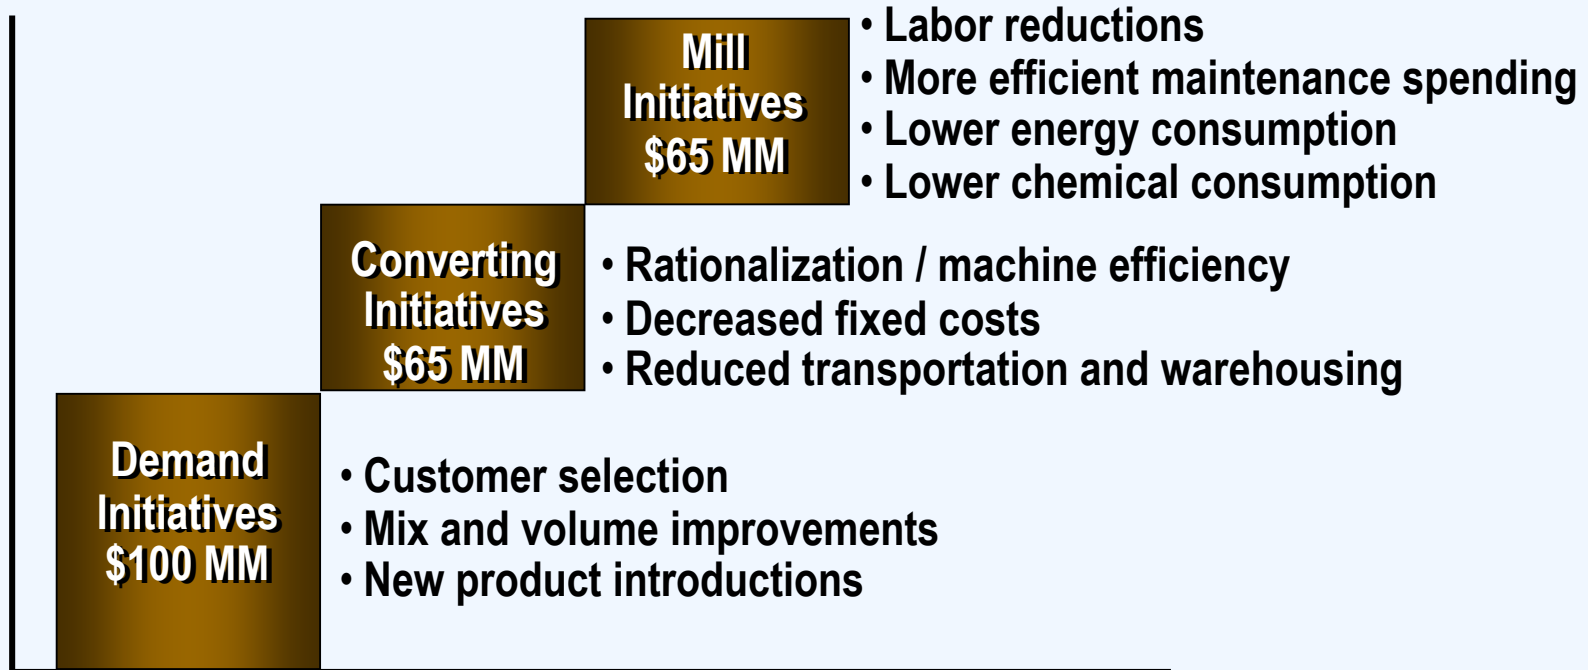 Mill
Initiatives
$65 MM
• Labor reductions
• More efficient maintenance spending
• Lower energy consumption
• Lower chemical consumption
Converting
Initiatives
$65 MM
• Rationalization / machine efficiency
• Decreased fixed costs
• Reduced transportation and warehousing
Demand
Initiatives
$100 MM
• Customer selection
• Mix and volume improvements
• New product introductions